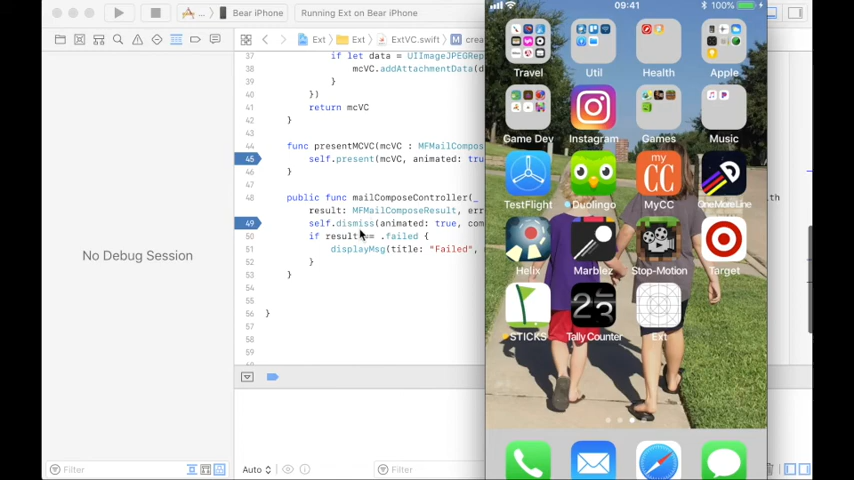 Bear iPhone
Running Ext on Bear iPhone
Ext
Ext
ExtVC.swift
No Debug Session
37 if let data = UIImageJPEGRep
38 mcVC.addAttachmentData(d
39 }
40 })
41 return mcVC
42 }
43
44 func presentMCVC(mcVC : MFMailCompos
45 self.present(mcVC, animated: tru
46 }
47
48 public func mailComposeController(_
result: MFMailComposeResult, err
49 self.dismiss(animated: true, com
50 if result == .failed {
51 displayMsg(title: "Failed",
52 }
53 }
54
55
56 }
57
58
59
Filter
Auto
Filter
09:41
100%
Travel
Util
Health
Apple
Game Dev
Instagram
Games
Music
TestFlight
Duolingo
my
CC
MyCC
OneMoreLine
Helix
Marblez
Stop-Motion
Target
STICKS
23
Tally Counter
Ext